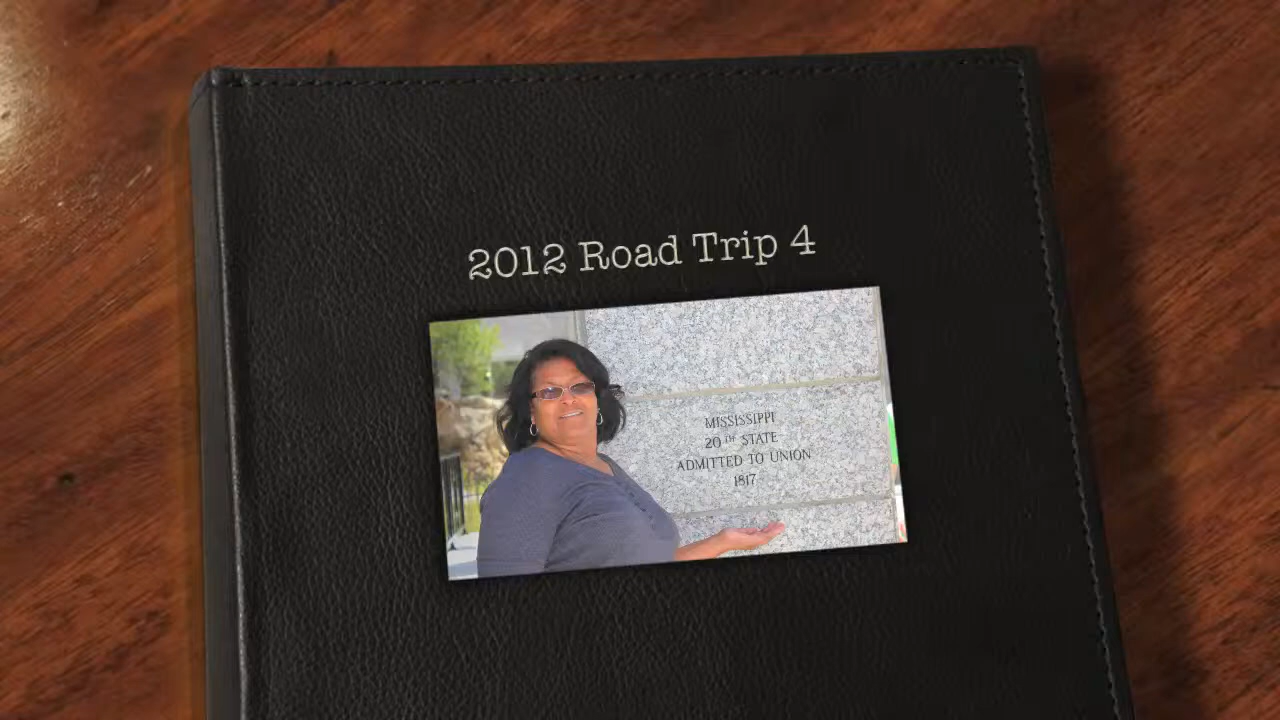 2012 Road Trip 4
MISSISSIPPI
20TH STATE
ADMITTED TO UNION
1817